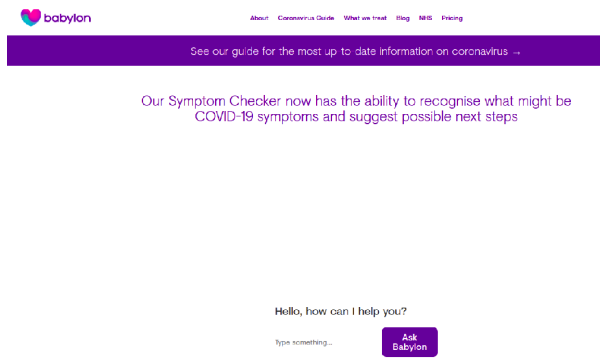 babylon
About Coronavirus Guide What we treat Blog NHS Pricing
See our guide for the most up-to-date information on coronavirus →
Our Symptom Checker now has the ability to recognise what might be
COVID-19 symptoms and suggest possible next steps
Hello, how can I help you?
Type something...
Ask
Babylon